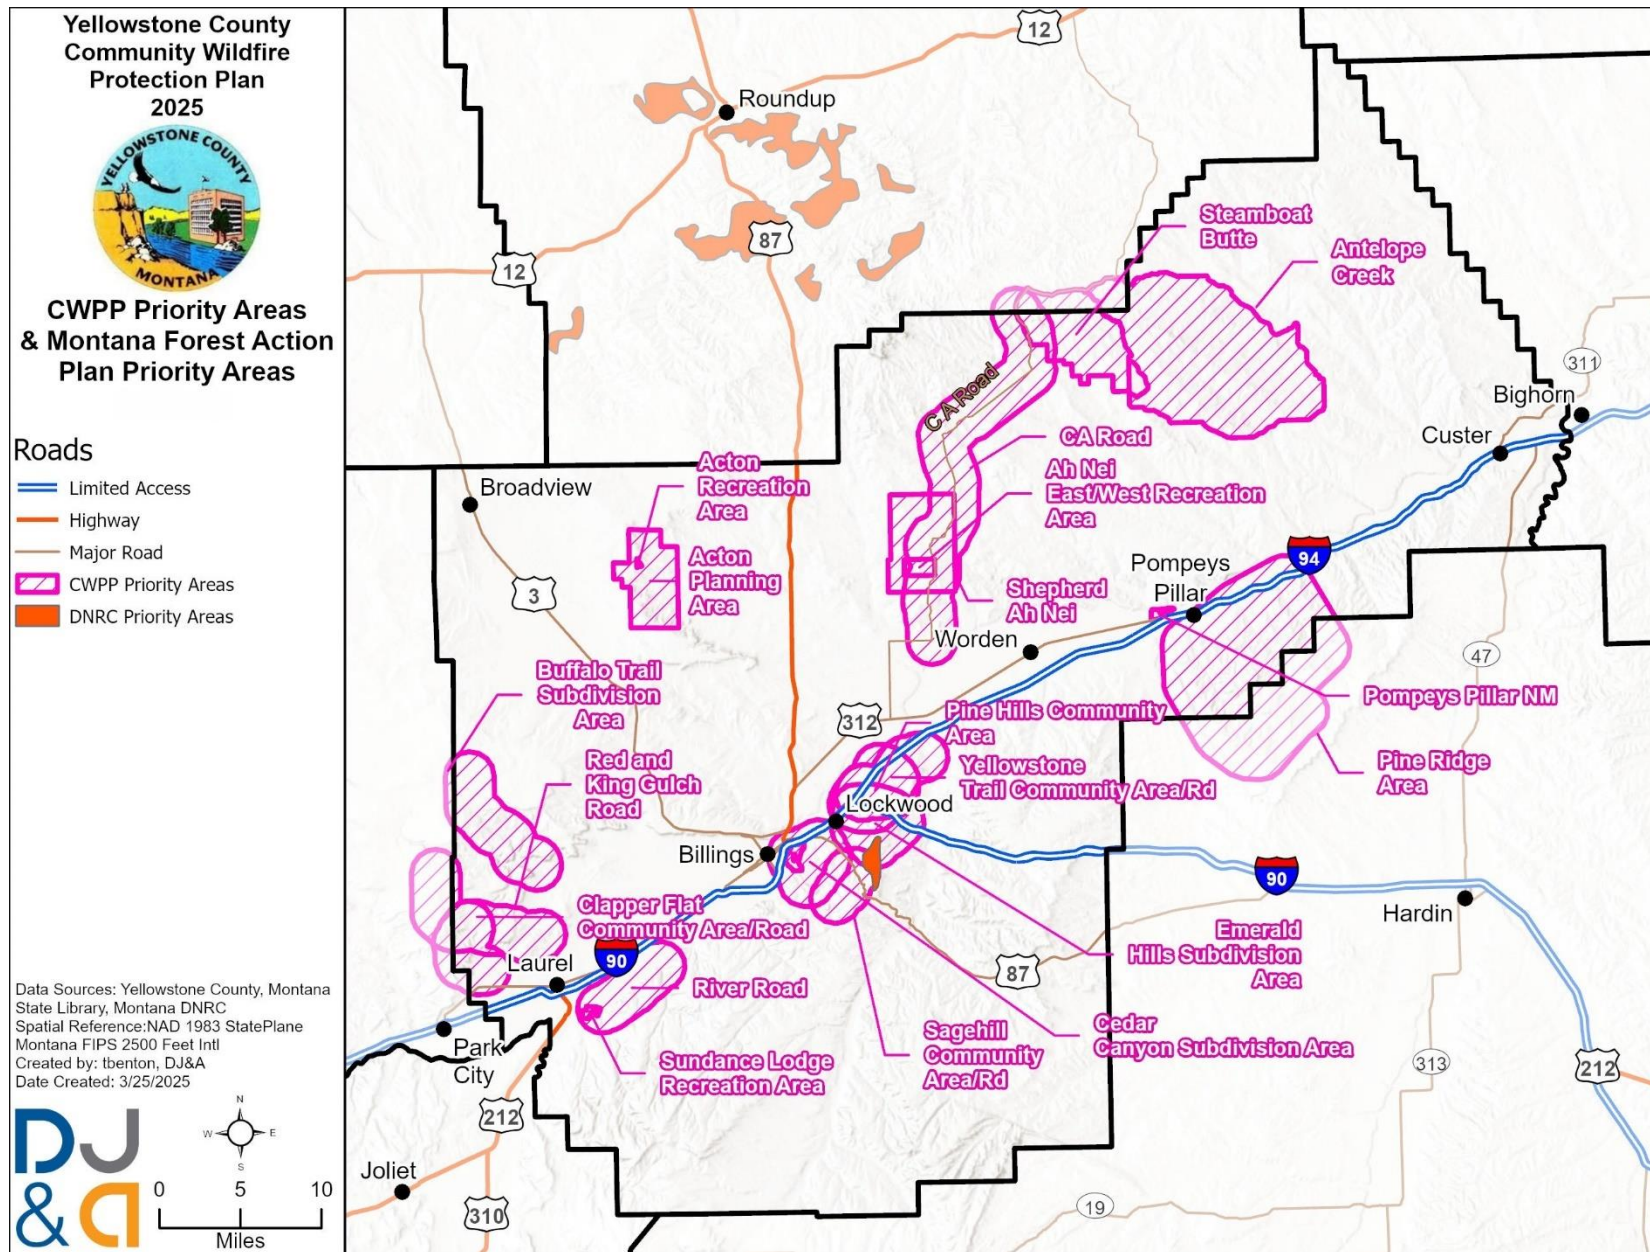 Yellowstone County
Community Wildfire
Protection Plan
2025
YELLOWSTONE COUNTY
MONTANA
CWPP Priority Areas
& Montana Forest Action
Plan Priority Areas
Roads
Limited Access
Highway
Major Road
CWPP Priority Areas
DNRC Priority Areas
Data Sources: Yellowstone County, Montana
State Library, Montana DNRC
Spatial Reference:NAD 1983 StatePlane
Montana FIPS 2500 Feet Intl
Created by: tbenton, DJ&A
Date Created: 3/25/2025
DJ
&a
N
W
E
S
0
5
10
Miles
12
Roundup
87
12
Steamboat
Butte
Antelope
Creek
311
Bighorn
Custer
C A Road
CA Road
Ah Nei
East/West Recreation
Area
Acton
Recreation
Area
Broadview
Acton
Planning
Area
3
94
Pompeys
Pillar
Shepherd
Ah Nei
Worden
47
Buffalo Trail
Subdivision
Area
Pompeys Pillar NM
312
Pine Hills Community
Area
Pine Ridge
Area
Red and
King Gulch
Road
Yellowstone
Trail Community Area/Rd
Lockwood
Billings
90
Hardin
Clapper Flat
Community Area/Road
Emerald
Hills Subdivision
Area
90
Laurel
87
River Road
Park
City
Sagehill
Community
Area/Rd
Cedar
Canyon Subdivision Area
Sundance Lodge
Recreation Area
313
212
212
Joliet
310
19